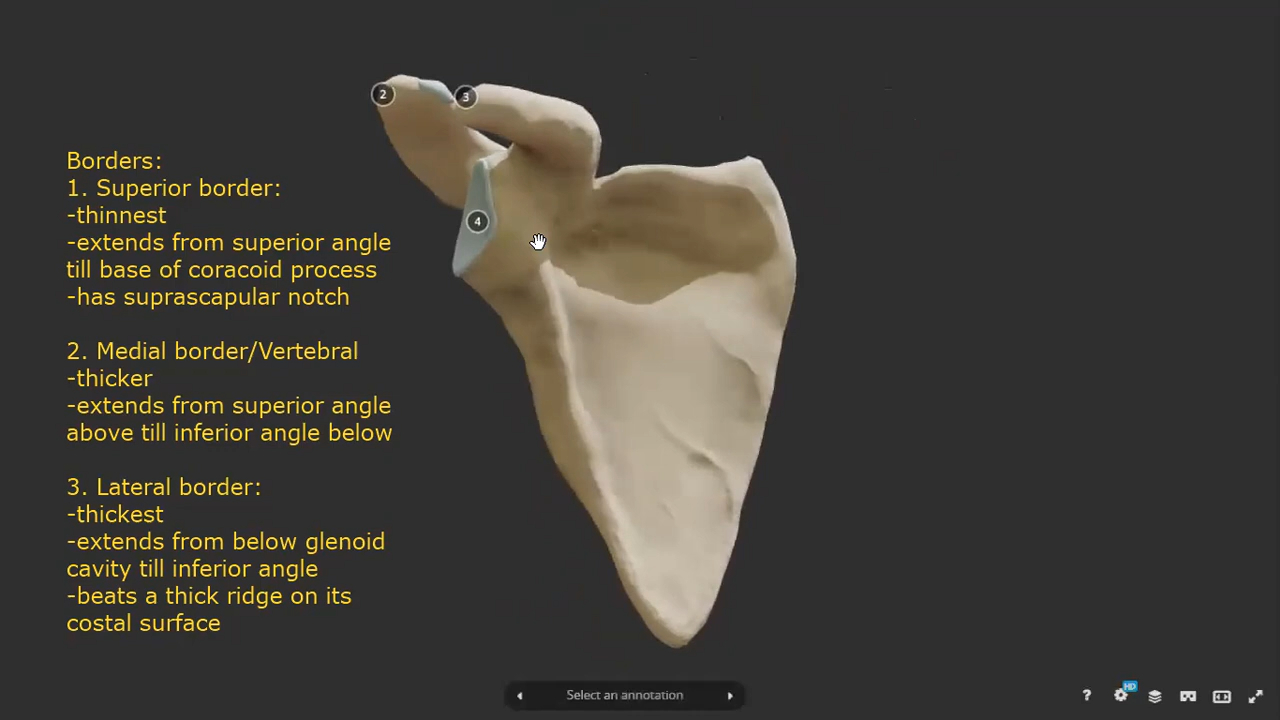 Borders:
1. Superior border:
-thinnest
-extends from superior angle
till base of coracoid process
-has suprascapular notch
2. Medial border/Vertebral
-thicker
-extends from superior angle
above till inferior angle below
3. Lateral border:
-thickest
-extends from below glenoid
cavity till inferior angle
-beats a thick ridge on its
costal surface
2
3
4
Select an annotation
?
HD